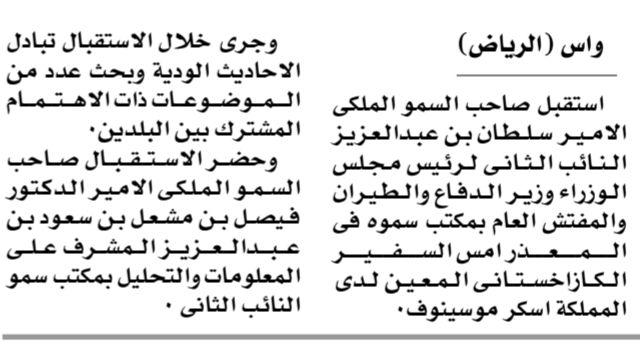 واس (الرياض)
استقبل صاحب السمو الملكى
الامير سلطان بن عبدالعزيز
النائب الثانى لرئيس مجلس
الوزراء وزير الدفاع والطيران
والمفتش العام بمكتب سموه فى
المعذر امس السفير
الكازاخستانى المعين لدى
المملكة اسكر موسينوف.
وجرى خلال الاستقبال تبادل
الاحاديث الودية وبحث عدد من
الموضوعات ذات الاهتمام
المشترك بين البلدين.
وحضر الاستقبال صاحب
السمو الملكى الامير الدكتور
فيصل بن مشعل بن سعود بن
عبدالعزيز المشرف على
المعلومات والتحليل بمكتب سمو
النائب الثانى .